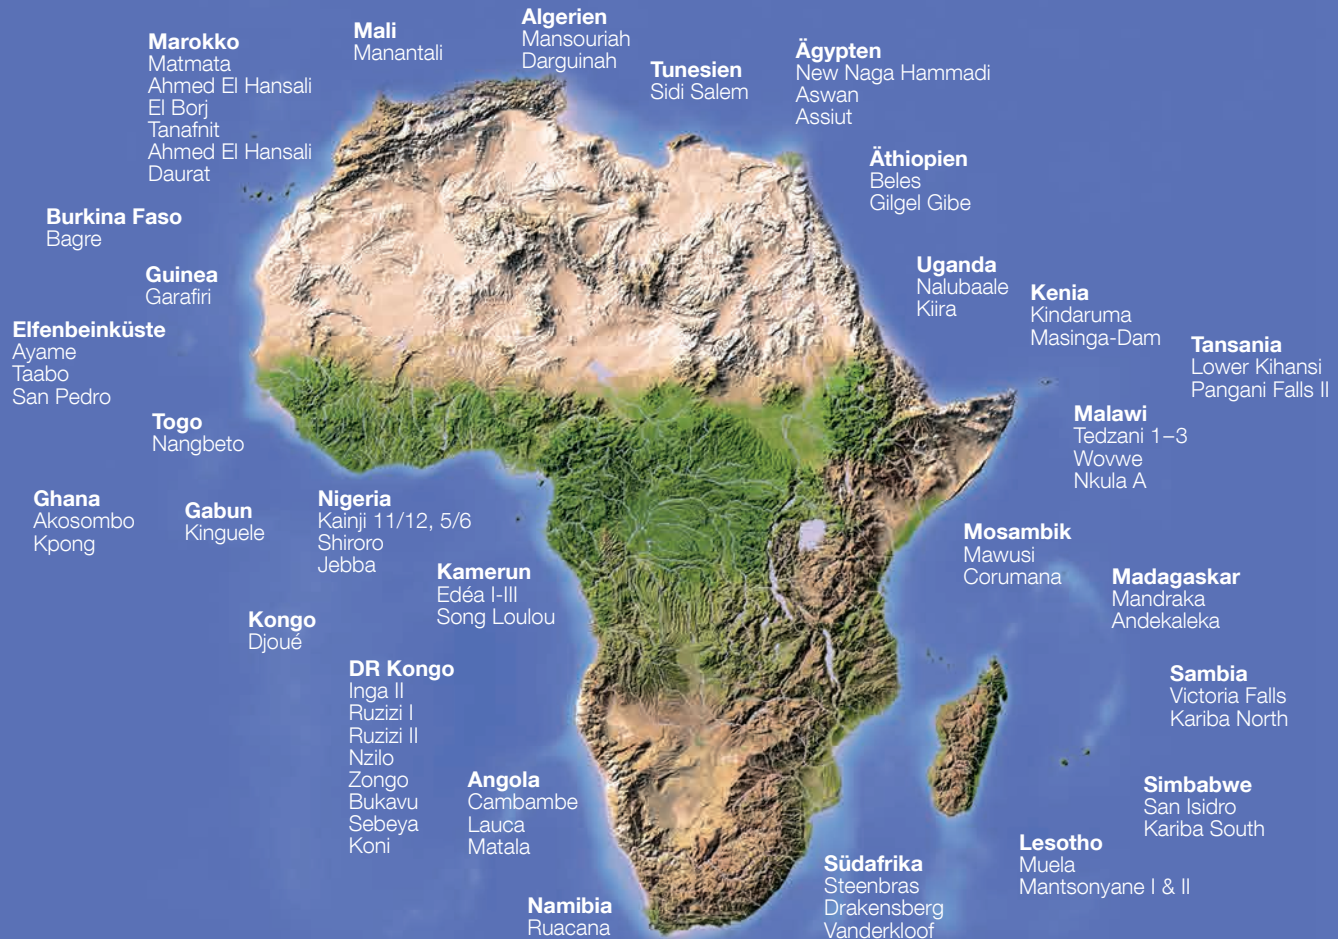 Marokko
Matmata
Ahmed El Hansali
El Borj
Tanafnit
Ahmed El Hansali
Daurat
Mali
Manantali
Algerien
Mansouriah
Darguinah
Tunesien
Sidi Salem
Ägypten
New Naga Hammadi
Aswan
Assiut
Äthiopien
Beles
Gilgel Gibe
Burkina Faso
Bagre
Guinea
Garafiri
Uganda
Nalubaale
Kiira
Kenia
Kindaruma
Masinga-Dam
Elfenbeinküste
Ayame
Taabo
San Pedro
Tansania
Lower Kihansi
Pangani Falls II
Togo
Nangbeto
Malawi
Tedzani 1–3
Wovwe
Nkula A
Ghana
Akosombo
Kpong
Gabun
Kinguele
Nigeria
Kainji 11/12, 5/6
Shiroro
Jebba
Kamerun
Edéa I-III
Song Loulou
Mosambik
Mawusi
Corumana
Madagaskar
Mandraka
Andekaleka
Kongo
Djoué
DR Kongo
Inga II
Ruzizi I
Ruzizi II
Nzilo
Zongo
Bukavu
Sebeya
Koni
Sambia
Victoria Falls
Kariba North
Angola
Cambambe
Lauca
Matala
Simbabwe
San Isidro
Kariba South
Lesotho
Muela
Mantsonyane I & II
Südafrika
Steenbras
Drakensberg
Vanderkloof
Namibia
Ruacana